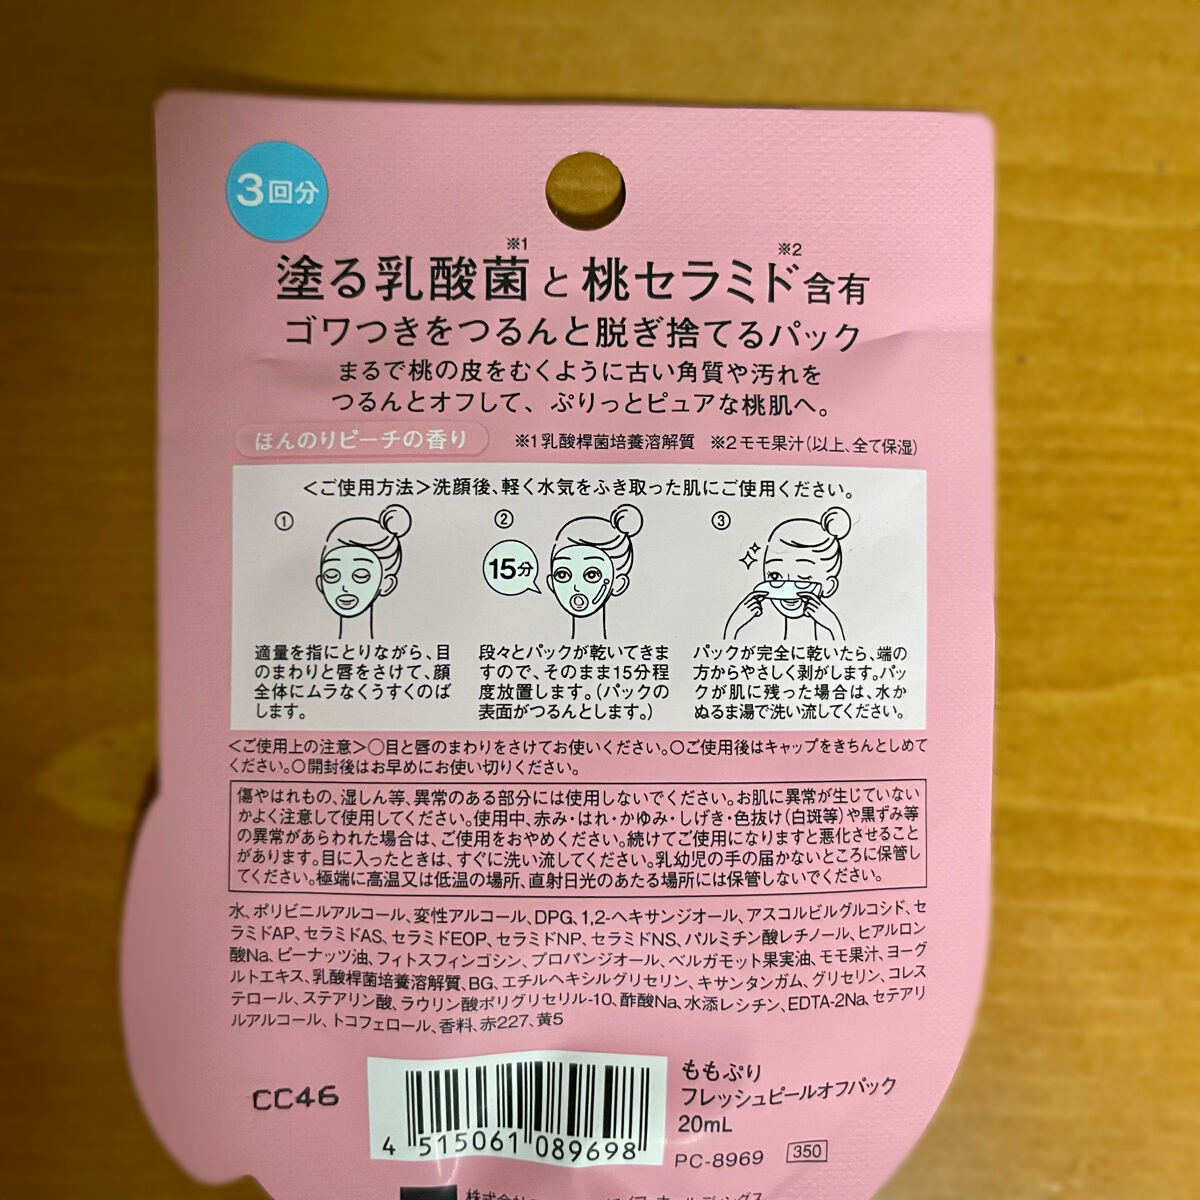 3回分
※1 ※2
塗る乳酸菌と桃セラミド含有
ゴワつきをつるんと脱ぎ捨てるパック
まるで桃の皮をむくように古い角質や汚れを
つるんとオフして、ぷりっとピュアな桃肌へ。
ほんのりピーチの香り ※1乳酸桿菌培養溶解質 ※2モモ果汁(以上、全て保湿)
<ご使用方法>洗顔後、軽く水気をふき取った肌にご使用ください。
①
適量を指にとりながら、目
のまわりと唇をさけて、顔
全体にムラなくうすくのば
します。
②
15分
段々とパックが乾いてきま
すので、そのまま15分程
度放置します。(パックの
表面がつるんとします。)
③
パックが完全に乾いたら、端の
方からやさしく剥がします。パッ
クが肌に残った場合は、水か
ぬるま湯で洗い流してください。
<ご使用上の注意>○目と唇のまわりをさけてお使いください。○ご使用後はキャップをきちんとしめて
ください。○開封後はお早めにお使い切りください。
傷やはれもの、湿しん等、異常のある部分には使用しないでください。お肌に異常が生じていない
かよく注意して使用してください。使用中、赤み・はれ・かゆみ・しげき・色抜け(白斑等)や黒ずみ等
の異常があらわれた場合は、ご使用をおやめください。続けてご使用になりますと悪化させること
があります。目に入ったときは、すぐに洗い流してください。乳幼児の手の届かないところに保管し
てください。極端に高温又は低温の場所、直射日光のあたる場所には保管しないでください。
水、ポリビニルアルコール、変性アルコール、DPG、1,2-ヘキサンジオール、アスコルビルグルコシド、セ
ラミドAP、セラミドAS、セラミドEOP、セラミドNP、セラミドNS、パルミチン酸レチノール、ヒアルロン
酸Na、ピーナッツ油、フィトスフィンゴシン、プロパンジオール、ベルガモット果実油、モモ果汁、ヨーグ
ルトエキス、乳酸桿菌培養溶解質、BG、エチルヘキシルグリセリン、キサンタンガム、グリセリン、コレス
テロール、ステアリン酸、ラウリン酸ポリグリセリル-10、酢酸Na、水添レシチン、EDTA-2Na、セテアリ
ルアルコール、トコフェロール、香料、赤227、黄5
CC46
4 515061 089698
ももぷり
フレッシュピールオフパック
20mL
PC-8969 350